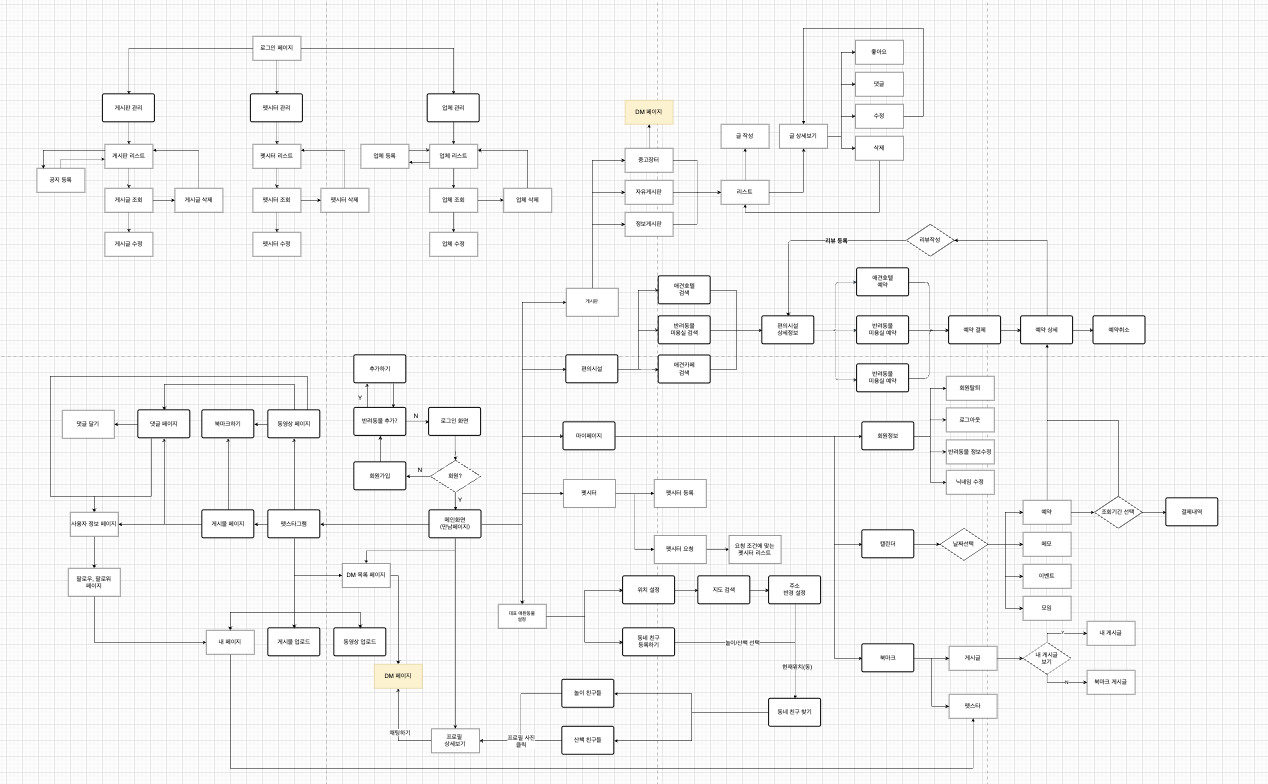 로그인 페이지
게시판 관리
펫시터 관리
업체 관리
게시판 리스트
펫시터 리스트
업체 등록
업체 리스트
공지 등록
게시글 조회
게시글 삭제
펫시터 조회
펫시터 삭제
업체 조회
업체 삭제
게시글 수정
펫시터 수정
업체 수정
DM 페이지
중고장터
자유게시판
정보게시판
글 작성
글 상세보기
리스트
좋아요
댓글
수정
삭제
리뷰 등록
리뷰작성
게시판
애견호텔
검색
반려동물
미용실 검색
애견카페
검색
편의시설
편의시설
상세정보
애견호텔
예약
반려동물
미용실 예약
반려동물
미용실 예약
예약 결제
예약 상세
예약취소
추가하기
Y
반려동물 추가?
N
로그인 화면
회원가입
N
회원?
Y
메인화면
(만남페이지)
댓글 달기
댓글 페이지
북마크하기
동영상 페이지
사용자 정보 페이지
게시물 페이지
펫스타그램
팔로우, 팔로워
페이지
DM 목록 페이지
내 페이지
게시물 업로드
동영상 업로드
DM 페이지
채팅하기
프로필
상세보기
프로필 사진
클릭
놀이 친구들
산책 친구들
마이페이지
회원정보
회원탈퇴
로그아웃
반려동물 정보수정
닉네임 수정
펫시터
펫시터 등록
펫시터 요청
요청 조건에 맞는
펫시터 리스트
대표 애완동물
설정
위치 설정
지도 검색
주소
반경 설정
동네 친구
등록하기
놀이/산책 선택
현재위치(동)
동네 친구 찾기
캘린더
날짜선택
예약
메모
이벤트
모임
조회기간 선택
결제내역
북마크
게시글
펫스타
내 게시글
보기
Y
N
내 게시글
북마크 게시글